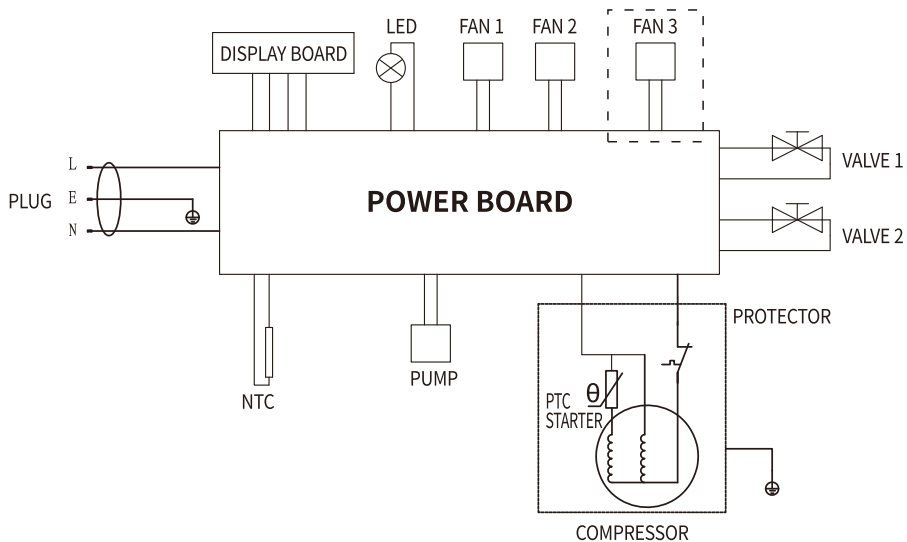 LED
FAN 1
FAN 2
FAN 3
DISPLAY BOARD
L
VALVE 1
PLUG
E
POWER BOARD
N
VALVE 2
PROTECTOR
PUMP
NTC
θ
PTC
STARTER
COMPRESSOR